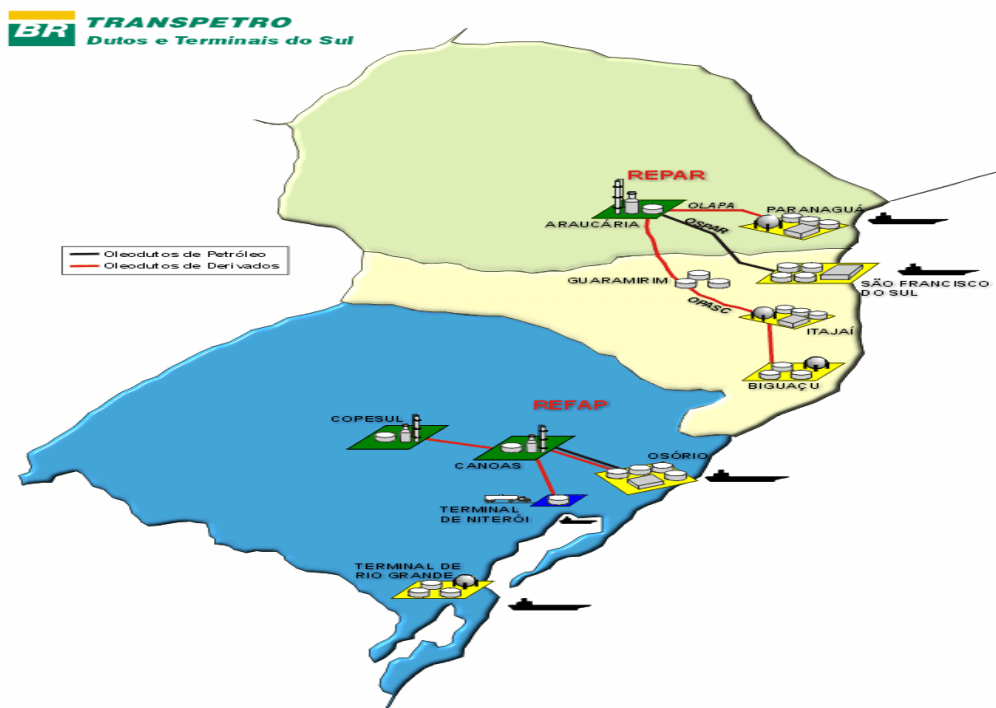 BR TRANSPETRO
Dutos e Terminais do Sul
REPAR
OLAPA
PARANAGUÁ
ARAUCÁRIA
OSPAR
Oleodutos de Petróleo
Oleodutos de Derivados
GUARAMIRIM
SÃO FRANCISCO
DO SUL
OPASC
ITAJAÍ
BIGUAÇU
REFAP
COPESUL
OSÓRIO
CANOAS
TERMINAL
DE NITERÓI
TERMINAL DE
RIO GRANDE